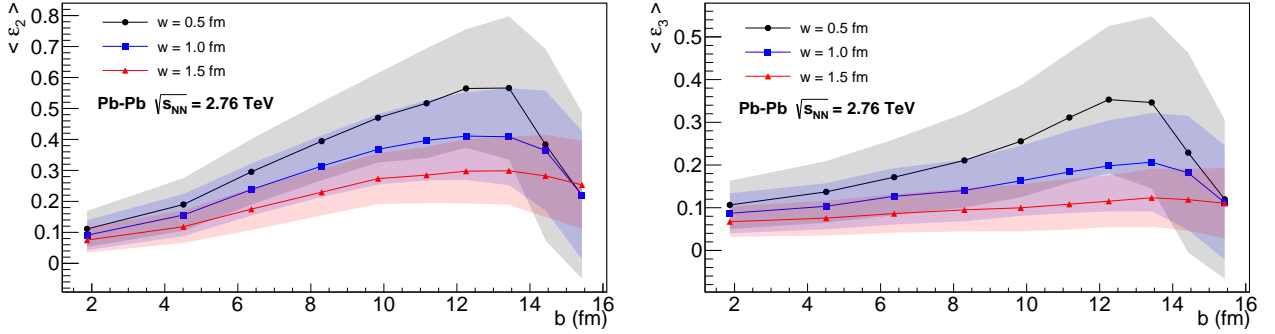 < ε2 >
0.8
0.7
0.6
0.5
0.4
0.3
0.2
0.1
0
w = 0.5 fm
w = 1.0 fm
w = 1.5 fm
Pb-Pb √sNN = 2.76 TeV
2 4 6 8 10 12 14 16
b (fm)
< ε3 >
0.5
0.4
0.3
0.2
0.1
0
w = 0.5 fm
w = 1.0 fm
w = 1.5 fm
Pb-Pb √sNN = 2.76 TeV
2 4 6 8 10 12 14 16
b (fm)